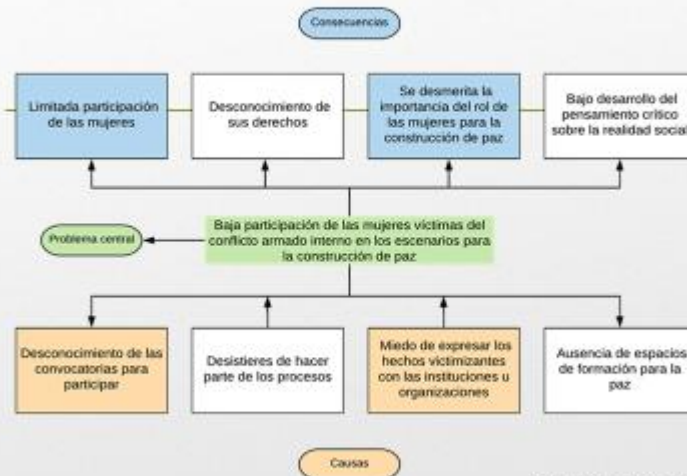 Consecuencias
Limitada participación
de las mujeres
Desconocimiento de
sus derechos
Se desmerita la
importancia del rol de
las mujeres para la
construcción de paz
Bajo desarrollo del
pensamiento crítico
sobre la realidad social
Problema central
Baja participación de las mujeres víctimas del
conflicto armado interno en los escenarios para
la construcción de paz
Desconocimiento de las
convocatorias para
participar
Desistieres de hacer
parte de los procesos
Miedo de expresar los
hechos victimizantes
con las instituciones u
organizaciones
Ausencia de espacios
de formación para la
paz
Causas